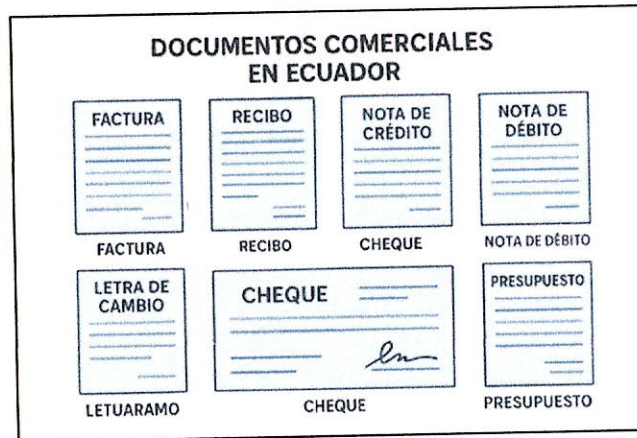 DOCUMENTOS COMERCIALES
EN ECUADOR
FACTURA
RECIBO
NOTA DE
CRÉDITO
NOTA DE
DÉBITO
FACTURA
RECIBO
CHEQUE
NOTA DE DÉBITO
LETRA DE
CAMBIO
CHEQUE
PRESUPUESTO
LETUARAMO
CHEQUE
PRESUPUESTO